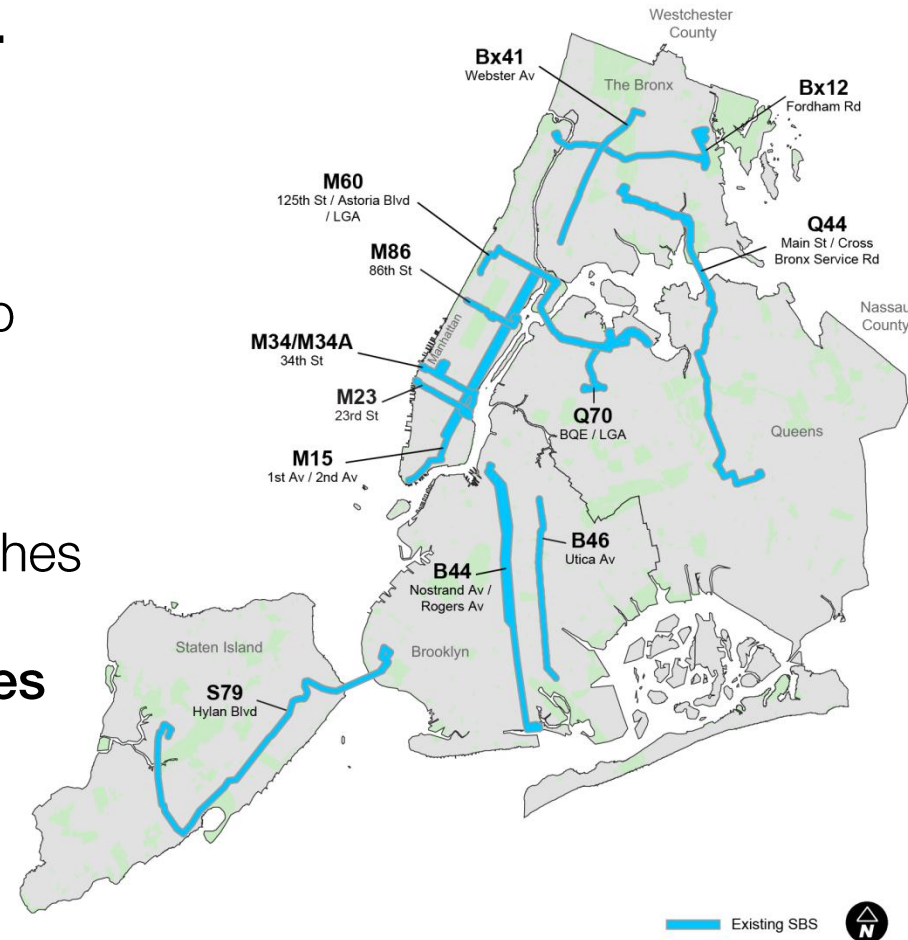 Westchester
County
Bx41
Webster Av
The Bronx
Bx12
Fordham Rd
M60
125th St / Astoria Blvd
/ LGA
Q44
Main St / Cross
Bronx Service Rd
M86
86th St
Nassau
County
Manhattan
M34/M34A
34th St
M23
23rd St
Q70
BQE / LGA
Queens
M15
1st Av / 2nd Av
hes
B46
Utica Av
B44
Nostrand Av /
Rogers Av
Staten Island
Brooklyn
es
S79
Hylan Blvd
Existing SBS
N